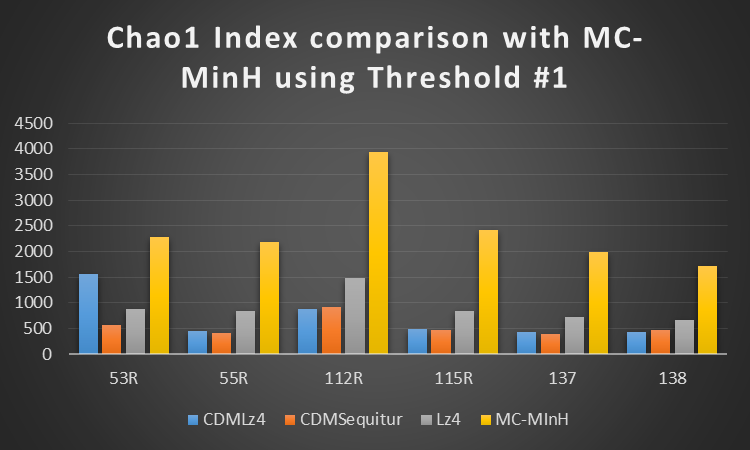 Chao1 Index comparison with MC-
MinH using Threshold #1
4500
4000
3500
3000
2500
2000
1500
1000
500
0
53R 55R 112R 115R 137 138
CDMLz4 CDMSequitur Lz4 MC-MInH